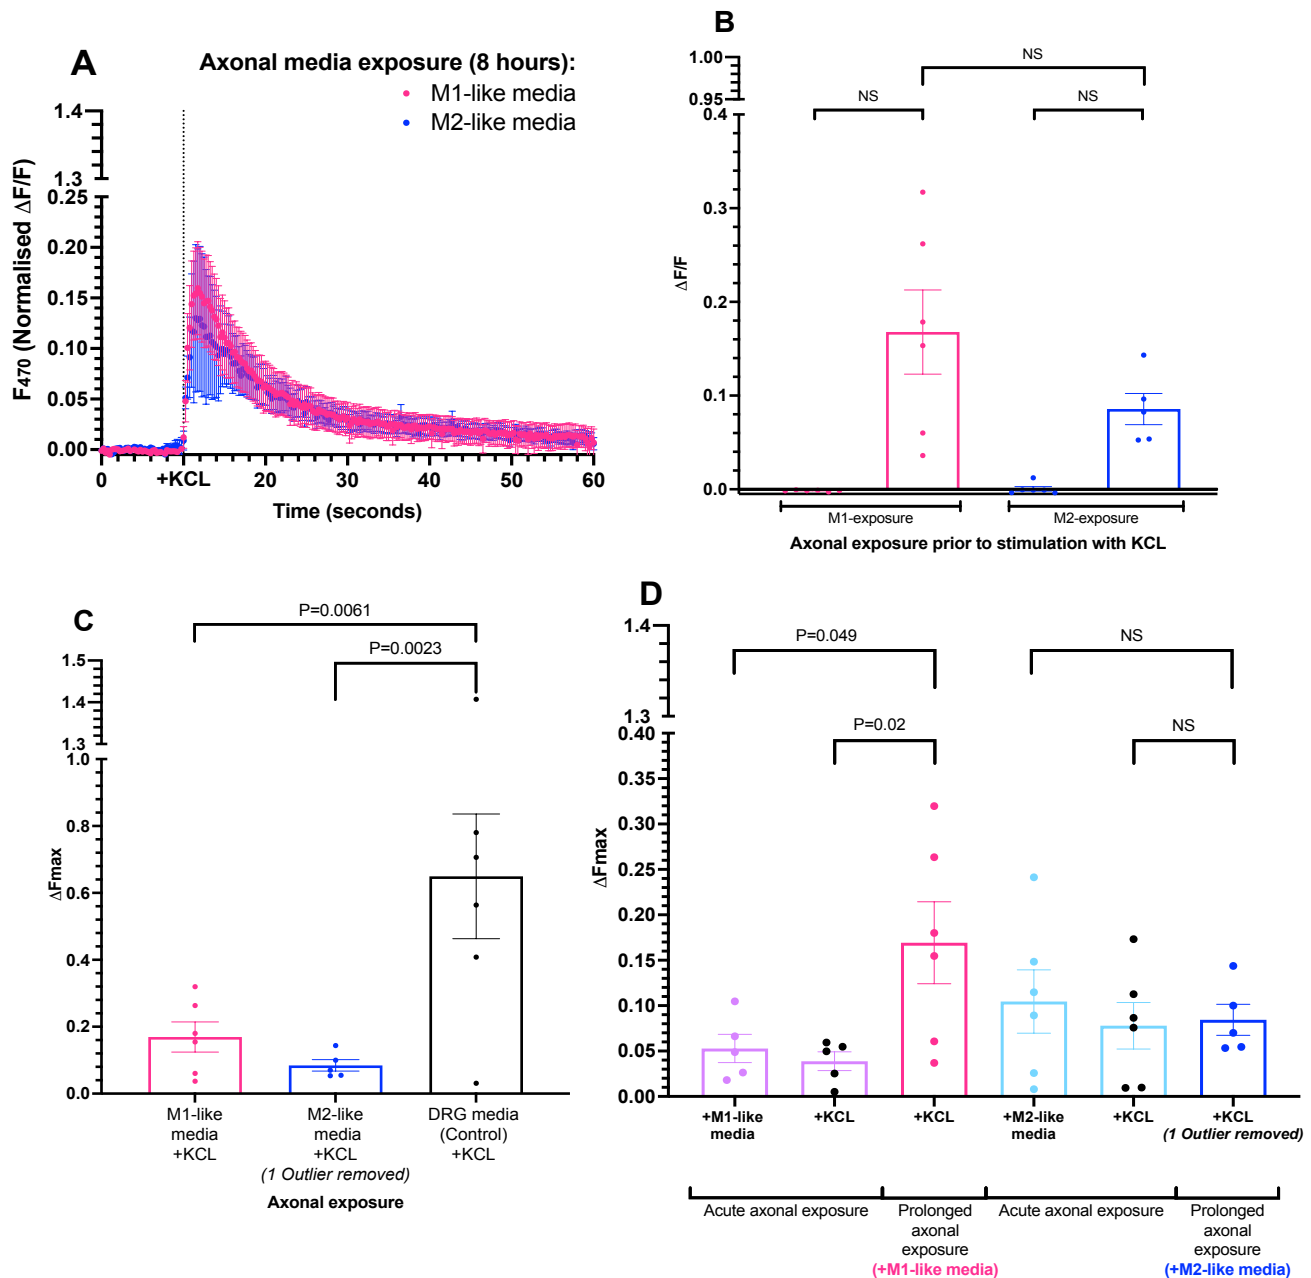 A
Axonal media exposure (8 hours):
M1-like media
M2-like media
1.4
1.3
0.25
0.20
0.15
0.10
0.05
0.00
F470 (Normalised ΔF/F)
0
+KCL
20
30
40
50
60
Time (seconds)
B
NS
NS
NS
1.00
0.95
0.4
0.3
0.2
0.1
0.0
ΔF/F
M1-exposure
M2-exposure
Axonal exposure prior to stimulation with KCL
C
P=0.0061
P=0.0023
1.5
1.4
1.3
1.0
0.8
0.6
0.4
0.2
0.0
ΔFmax
M1-like
media
+KCL
M2-like
media
+KCL
(1 Outlier removed)
DRG media
(Control)
+KCL
Axonal exposure
D
P=0.049
NS
P=0.02
NS
1.4
1.3
0.40
0.35
0.30
0.25
0.20
0.15
0.10
0.05
0.00
ΔFmax
+M1-like
media
+KCL
+KCL
+M2-like
media
+KCL
+KCL
(1 Outlier removed)
Acute axonal exposure
Prolonged
axonal
exposure
(+M1-like media)
Acute axonal exposure
Prolonged
axonal
exposure
(+M2-like media)